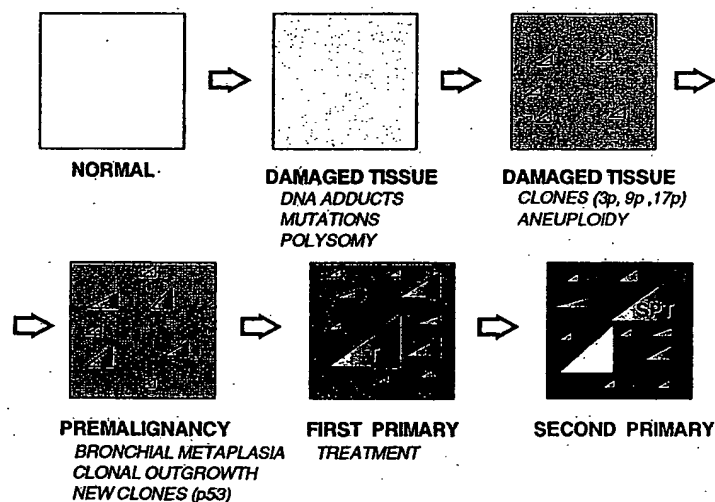 NORMAL
DAMAGED TISSUE
DNA ADDUCTS
MUTATIONS
POLYSOMY
DAMAGED TISSUE
CLONES (3p, 9p ,17p)
ANEUPLOIDY
PREMALIGNANCY
BRONCHIAL METAPLASIA
CLONAL OUTGROWTH
NEW CLONES (p53)
FIRST PRIMARY
TREATMENT
SPT
SECOND PRIMARY